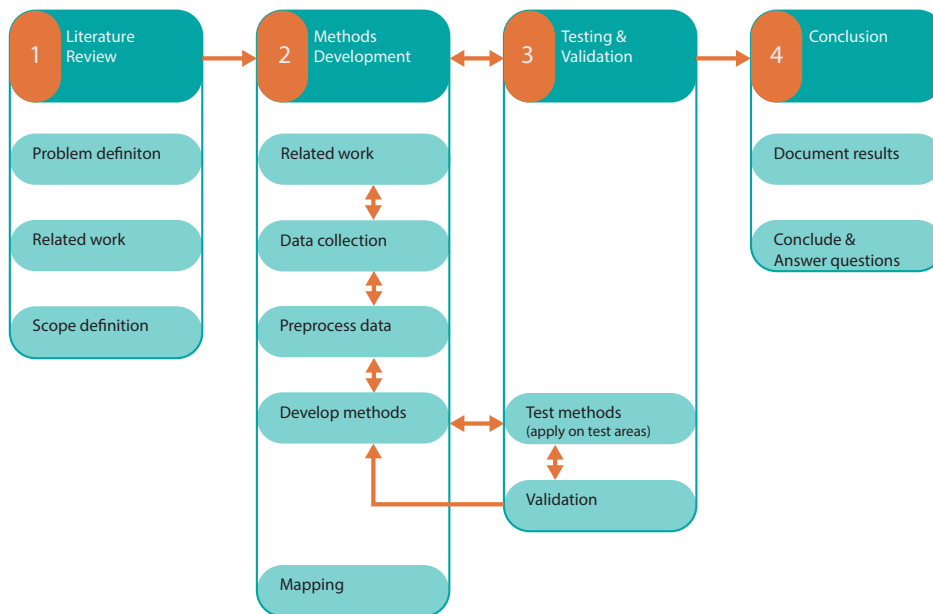 1
Literature
Review
Problem definiton
Related work
Scope definition
2
Methods
Development
Related work
Data collection
Preprocess data
Develop methods
Mapping
3
Testing &
Validation
Test methods
(apply on test areas)
Validation
4
Conclusion
Document results
Conclude &
Answer questions